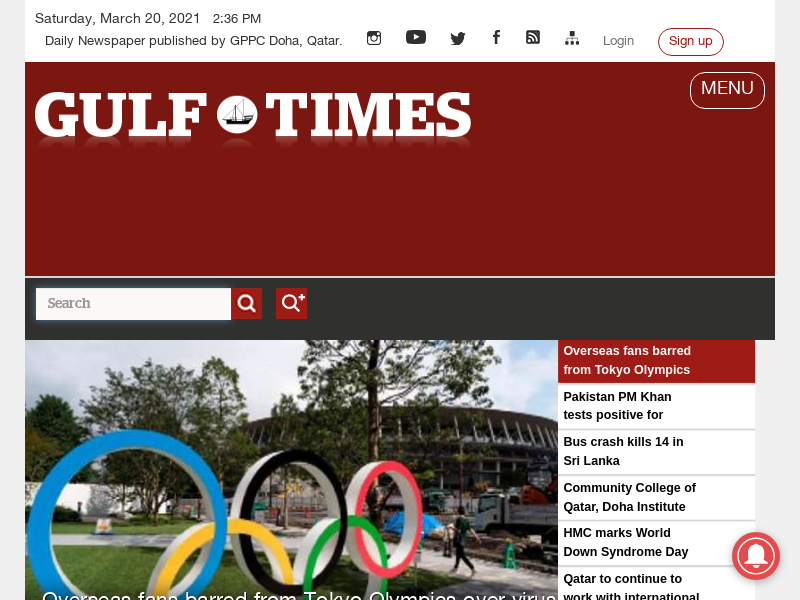 Saturday, March 20, 2021 2:36 PM
Daily Newspaper published by GPPC Doha, Qatar.
Login
Sign up
MENU
GULF TIMES
Search
Overseas fans barred
from Tokyo Olympics
Pakistan PM Khan
tests positive for
Bus crash kills 14 in
Sri Lanka
Community College of
Qatar, Doha Institute
HMC marks World
Down Syndrome Day
Qatar to continue to
work with international
Overseas fans barred from Tokyo Olympics over virus